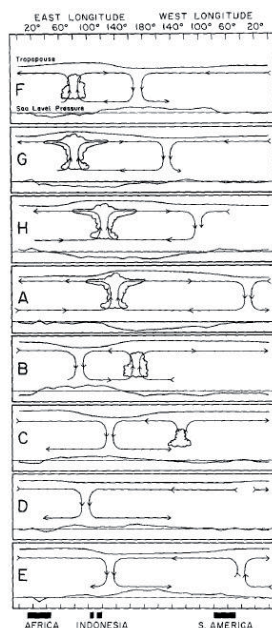 EAST LONGITUDE WEST LONGITUDE
20° 60° 100° 140° 180° 140° 100° 60° 20°
Tropopause
F
Sea Level Pressure
G
H
A
B
C
D
E
AFRICA INDONESIA S. AMERICA